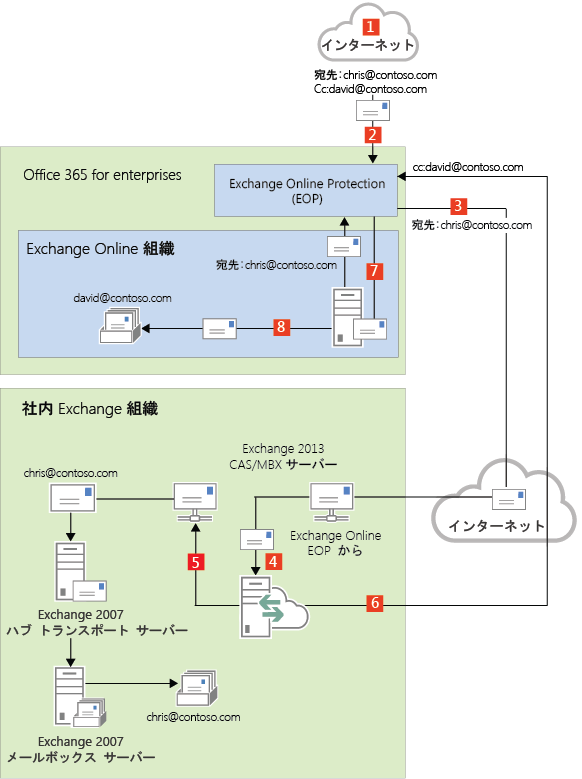 1
インターネット
宛先:chris@contoso.com
Cc:david@contoso.com
2
Office 365 for enterprises
Exchange Online Protection
(EOP)
cc:david@contoso.com
3
宛先:chris@contoso.com
Exchange Online 組織
宛先:chris@contoso.com
7
david@contoso.com
8
社内 Exchange 組織
Exchange 2013
CAS/MBX サーバー
chris@contoso.com
インターネット
Exchange Online
EOP から
5
4
6
Exchange 2007
ハブ トランスポート サーバー
chris@contoso.com
Exchange 2007
メールボックス サーバー